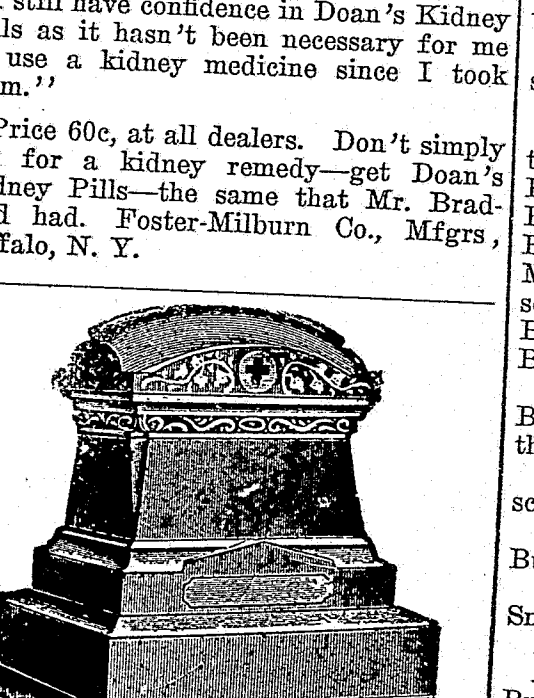 still have confidence in Doan's Kidney
ls as it hasn't been necessary for me
use a kidney medicine since I took
m."
Price 60c, at all dealers. Don't simply
for a kidney remedy—get Doan's
dney Pills—the same that Mr. Brad-
d had. Foster-Milburn Co., Mfgrs,
falo, N. Y.